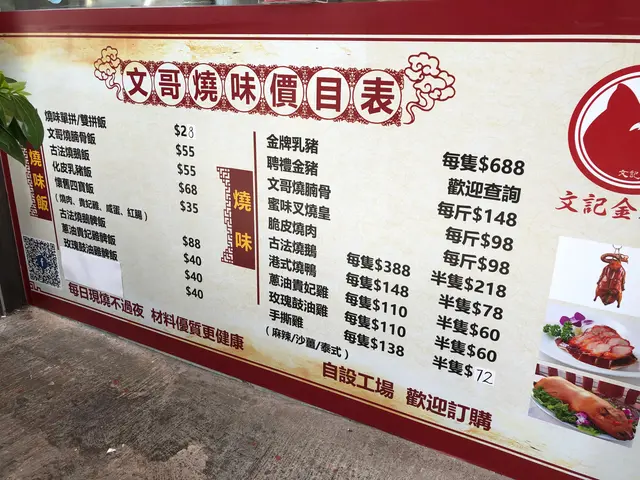 文哥燒味價目表
燒味飯
燒味單拼/雙拼飯 $28
文哥燒腩骨飯 $55
古法燒鵝飯 $55
化皮乳豬飯 $68
懷舊四寶飯 $35
(燒肉、貴妃雞、咸蛋、紅腸)
古法燒鵝髀飯 $88
蔥油貴妃雞髀飯 $40
玫瑰豉油雞髀飯 $40
$40
燒味
金牌乳豬 每隻$688
聘禮金豬 歡迎查詢
文哥燒腩骨 每斤$148
蜜味叉燒皇 每斤$98
脆皮燒肉 每斤$98
古法燒鵝 每隻$388 半隻$218
港式燒鴨 每隻$148 半隻$78
蔥油貴妃雞 每隻$110 半隻$60
玫瑰豉油雞 每隻$110 半隻$60
手撕雞 每隻$138 半隻$72
(麻辣/沙薑/泰式)
每日現燒不過夜 材料優質更健康
自設工場 歡迎訂購
文記
文記金